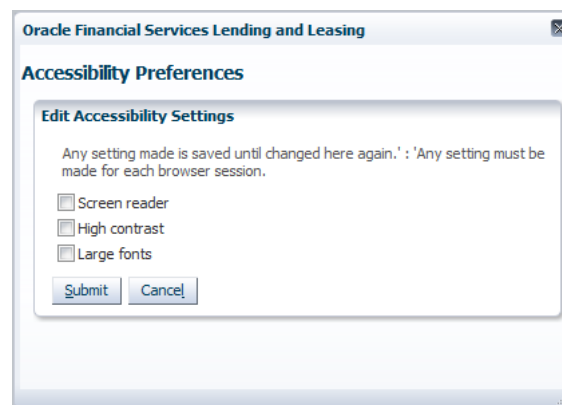 Oracle Financial Services Lending and Leasing
Accessibility Preferences
Edit Accessibility Settings
Any setting made is saved until changed here again.' : 'Any setting must be
made for each browser session.
Screen reader
High contrast
Large fonts
Submit Cancel